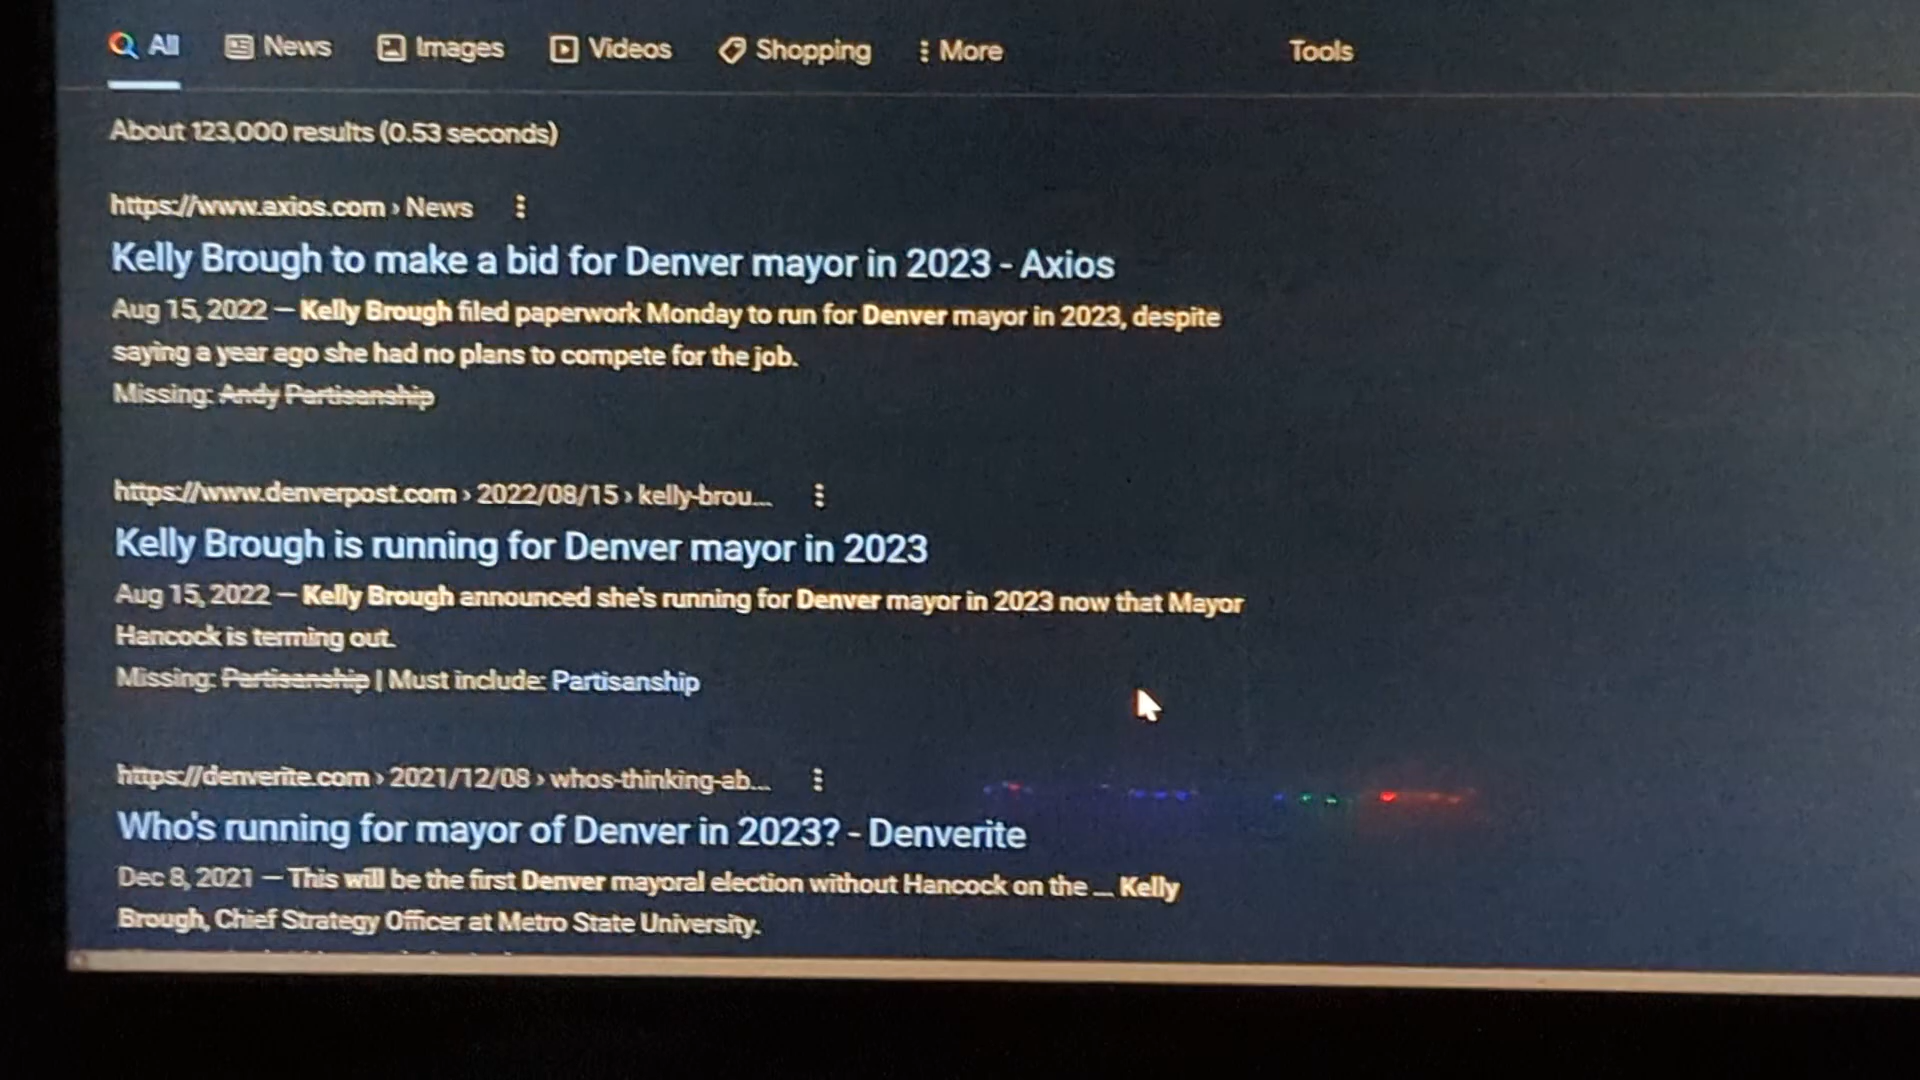 All News Images Videos Shopping More Tools
About 123,000 results (0.53 seconds)
https://www.axios.com › News
Kelly Brough to make a bid for Denver mayor in 2023 - Axios
Aug 15, 2022 — Kelly Brough filed paperwork Monday to run for Denver mayor in 2023, despite
saying a year ago she had no plans to compete for the job.
Missing: Andy Partisanship
https://www.denverpost.com › 2022/08/15 › kelly-brou...
Kelly Brough is running for Denver mayor in 2023
Aug 15, 2022 — Kelly Brough announced she's running for Denver mayor in 2023 now that Mayor
Hancock is terming out.
Missing: Partisanship | Must include: Partisanship
https://denverite.com › 2021/12/08 › whos-thinking-ab...
Who's running for mayor of Denver in 2023? - Denverite
Dec 8, 2021 — This will be the first Denver mayoral election without Hancock on the ... Kelly
Brough, Chief Strategy Officer at Metro State University.